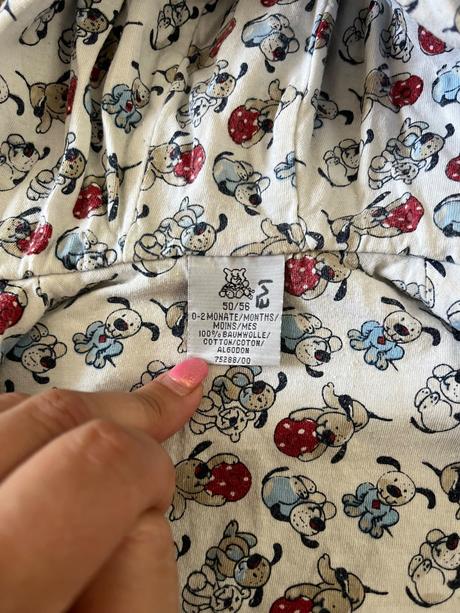 50/56
0-2 MONATE/MONTHS/
MOINS/MES
100% BAUMWOLLE/
COTTON/COTON/
ALGODON
75288/00